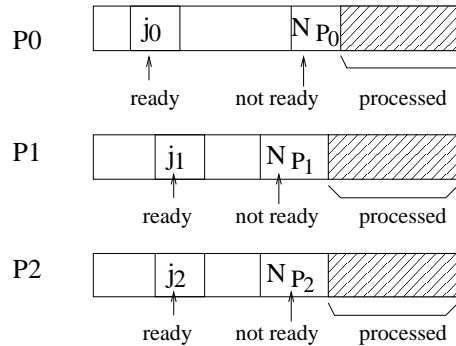 P0 j0 N P0
ready not ready processed
P1 j1 N P1
ready not ready processed
P2 j2 N P2
ready not ready processed